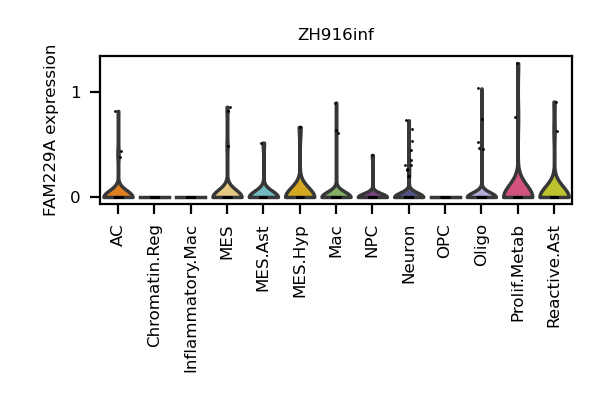 ZH916inf
FAM229A expression
1
0
AC
Chromatin.Reg
Inflammatory.Mac
MES
MES.Ast
MES.Hyp
Mac
NPC
Neuron
OPC
Oligo
Prolif.Metab
Reactive.Ast